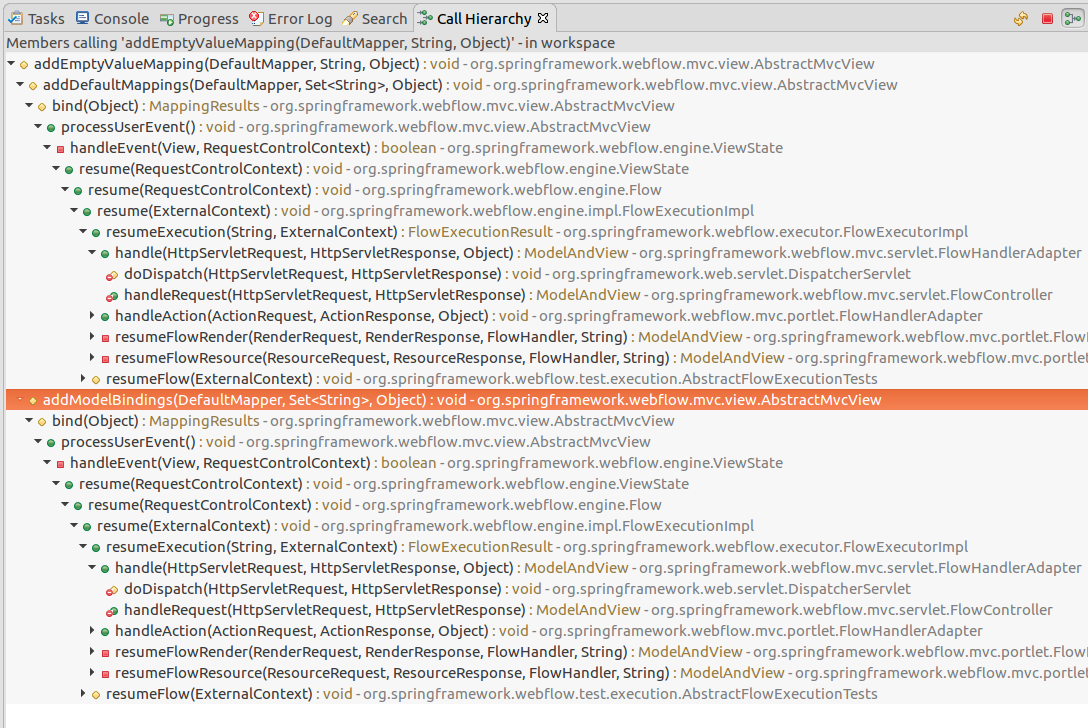 Tasks Console Progress Error Log Search Call Hierarchy
Members calling 'addEmptyValueMapping(DefaultMapper, String, Object)' - in workspace
addEmptyValueMapping(DefaultMapper, String, Object) : void - org.springframework.webflow.mvc.view.AbstractMvcView
addDefaultMappings(DefaultMapper, Set<String>, Object) : void - org.springframework.webflow.mvc.view.AbstractMvcView
bind(Object) : MappingResults - org.springframework.webflow.mvc.view.AbstractMvcView
processUserEvent() : void - org.springframework.webflow.mvc.view.AbstractMvcView
handleEvent(View, RequestControlContext) : boolean - org.springframework.webflow.engine.ViewState
resume(RequestControlContext) : void - org.springframework.webflow.engine.ViewState
resume(RequestControlContext) : void - org.springframework.webflow.engine.Flow
resume(ExternalContext) : void - org.springframework.webflow.engine.impl.FlowExecutionImpl
resumeExecution(String, ExternalContext) : FlowExecutionResult - org.springframework.webflow.executor.FlowExecutorImpl
handle(HttpServletRequest, HttpServletResponse, Object) : ModelAndView - org.springframework.webflow.mvc.servlet.FlowHandlerAdapter
doDispatch(HttpServletRequest, HttpServletResponse) : void - org.springframework.web.servlet.DispatcherServlet
handleRequest(HttpServletRequest, HttpServletResponse) : ModelAndView - org.springframework.webflow.mvc.servlet.FlowController
handleAction(ActionRequest, ActionResponse, Object) : void - org.springframework.webflow.mvc.portlet.FlowHandlerAdapter
resumeFlowRender(RenderRequest, RenderResponse, FlowHandler, String) : ModelAndView - org.springframework.webflow.mvc.portlet.FlowH
resumeFlowResource(ResourceRequest, ResourceResponse, FlowHandler, String) : ModelAndView - org.springframework.webflow.mvc.po
resumeFlow(ExternalContext) : void - org.springframework.webflow.test.execution.AbstractFlowExecutionTests
addModelBindings(DefaultMapper, Set<String>, Object) : void - org.springframework.webflow.mvc.view.AbstractMvcView
bind(Object) : MappingResults - org.springframework.webflow.mvc.view.AbstractMvcView
processUserEvent() : void - org.springframework.webflow.mvc.view.AbstractMvcView
handleEvent(View, RequestControlContext) : boolean - org.springframework.webflow.engine.ViewState
resume(RequestControlContext) : void - org.springframework.webflow.engine.ViewState
resume(RequestControlContext) : void - org.springframework.webflow.engine.Flow
resume(ExternalContext) : void - org.springframework.webflow.engine.impl.FlowExecutionImpl
resumeExecution(String, ExternalContext) : FlowExecutionResult - org.springframework.webflow.executor.FlowExecutorImpl
handle(HttpServletRequest, HttpServletResponse, Object) : ModelAndView - org.springframework.webflow.mvc.servlet.FlowHandlerAdapter
doDispatch(HttpServletRequest, HttpServletResponse) : void - org.springframework.web.servlet.DispatcherServlet
handleRequest(HttpServletRequest, HttpServletResponse) : ModelAndView - org.springframework.webflow.mvc.servlet.FlowController
handleAction(ActionRequest, ActionResponse, Object) : void - org.springframework.webflow.mvc.portlet.FlowHandlerAdapter
resumeFlowRender(RenderRequest, RenderResponse, FlowHandler, String) : ModelAndView - org.springframework.webflow.mvc.portlet.FlowH
resumeFlowResource(ResourceRequest, ResourceResponse, FlowHandler, String) : ModelAndView - org.springframework.webflow.mvc.po
resumeFlow(ExternalContext) : void - org.springframework.webflow.test.execution.AbstractFlowExecutionTests